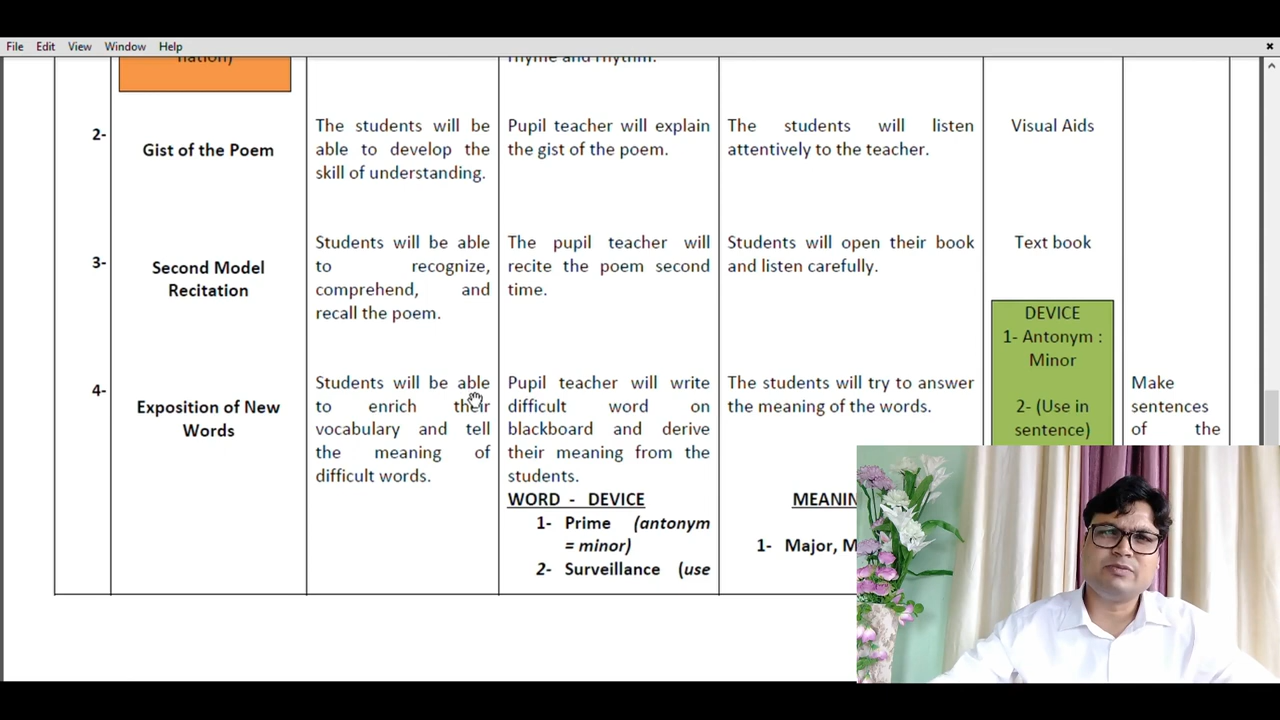 File Edit View Window Help
nation)
rhyme and rhythm.
2-
Gist of the Poem
The students will be
able to develop the
skill of understanding.
Pupil teacher will explain
the gist of the poem.
The students will listen
attentively to the teacher.
Visual Aids
3-
Second Model
Recitation
Students will be able
to recognize,
comprehend, and
recall the poem.
The pupil teacher will
recite the poem second
time.
Students will open their book
and listen carefully.
Text book
DEVICE
1- Antonym :
Minor
2- (Use in
sentence)
4-
Exposition of New
Words
Students will be able
to enrich their
vocabulary and tell
the meaning of
difficult words.
Pupil teacher will write
difficult word on
blackboard and derive
their meaning from the
students.
WORD - DEVICE
1- Prime (antonym
= minor)
2- Surveillance (use
The students will try to answer
the meaning of the words.
MEANIN
1- Major, M
Make
sentences
of the